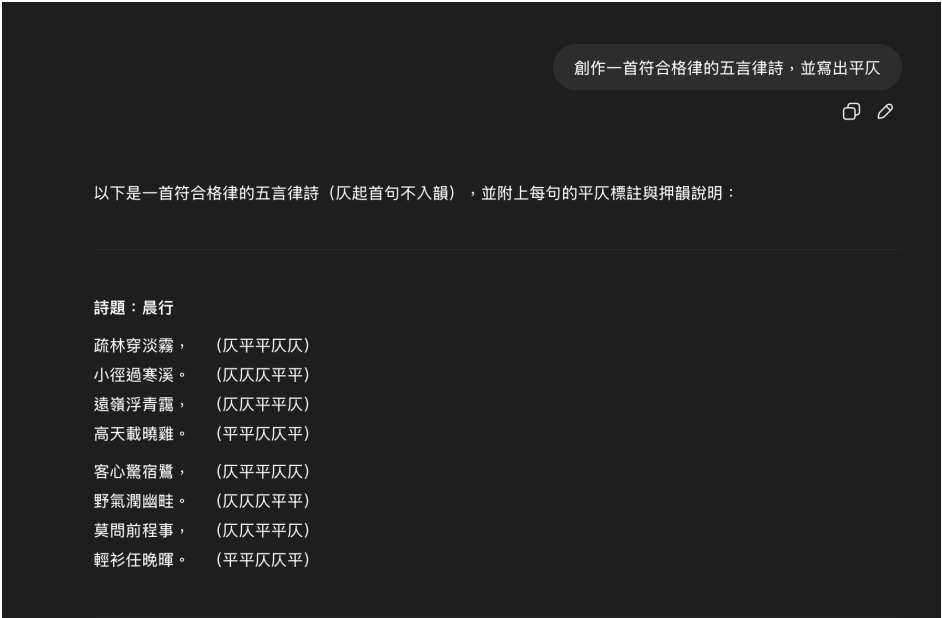 創作一首符合格律的五言律詩，並寫出平仄
以下是一首符合格律的五言律詩（仄起首句不入韻），並附上每句的平仄標註與押韻說明：
詩題：晨行
疏林穿淡霧，　（仄平平仄仄）
小徑過寒溪。　（仄仄仄平平）
遠嶺浮青靄，　（仄仄平平仄）
高天載曉雞。　（平平仄仄平）
客心驚宿鷺，　（仄平平仄仄）
野氣潤幽畦。　（仄仄仄平平）
莫問前程事，　（仄仄平平仄）
輕衫任晚暉。　（平平仄仄平）